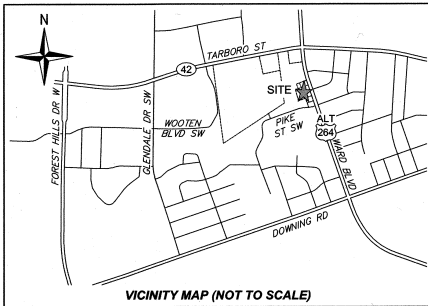 N
TARBORO ST
42
SITE
FOREST HILLS DR W
GLENDALE DR SW
WOOTEN
BLVD SW
PIKE
ST SW
ALT
264
WARD BLVD
DOWNING RD
VICINITY MAP (NOT TO SCALE)